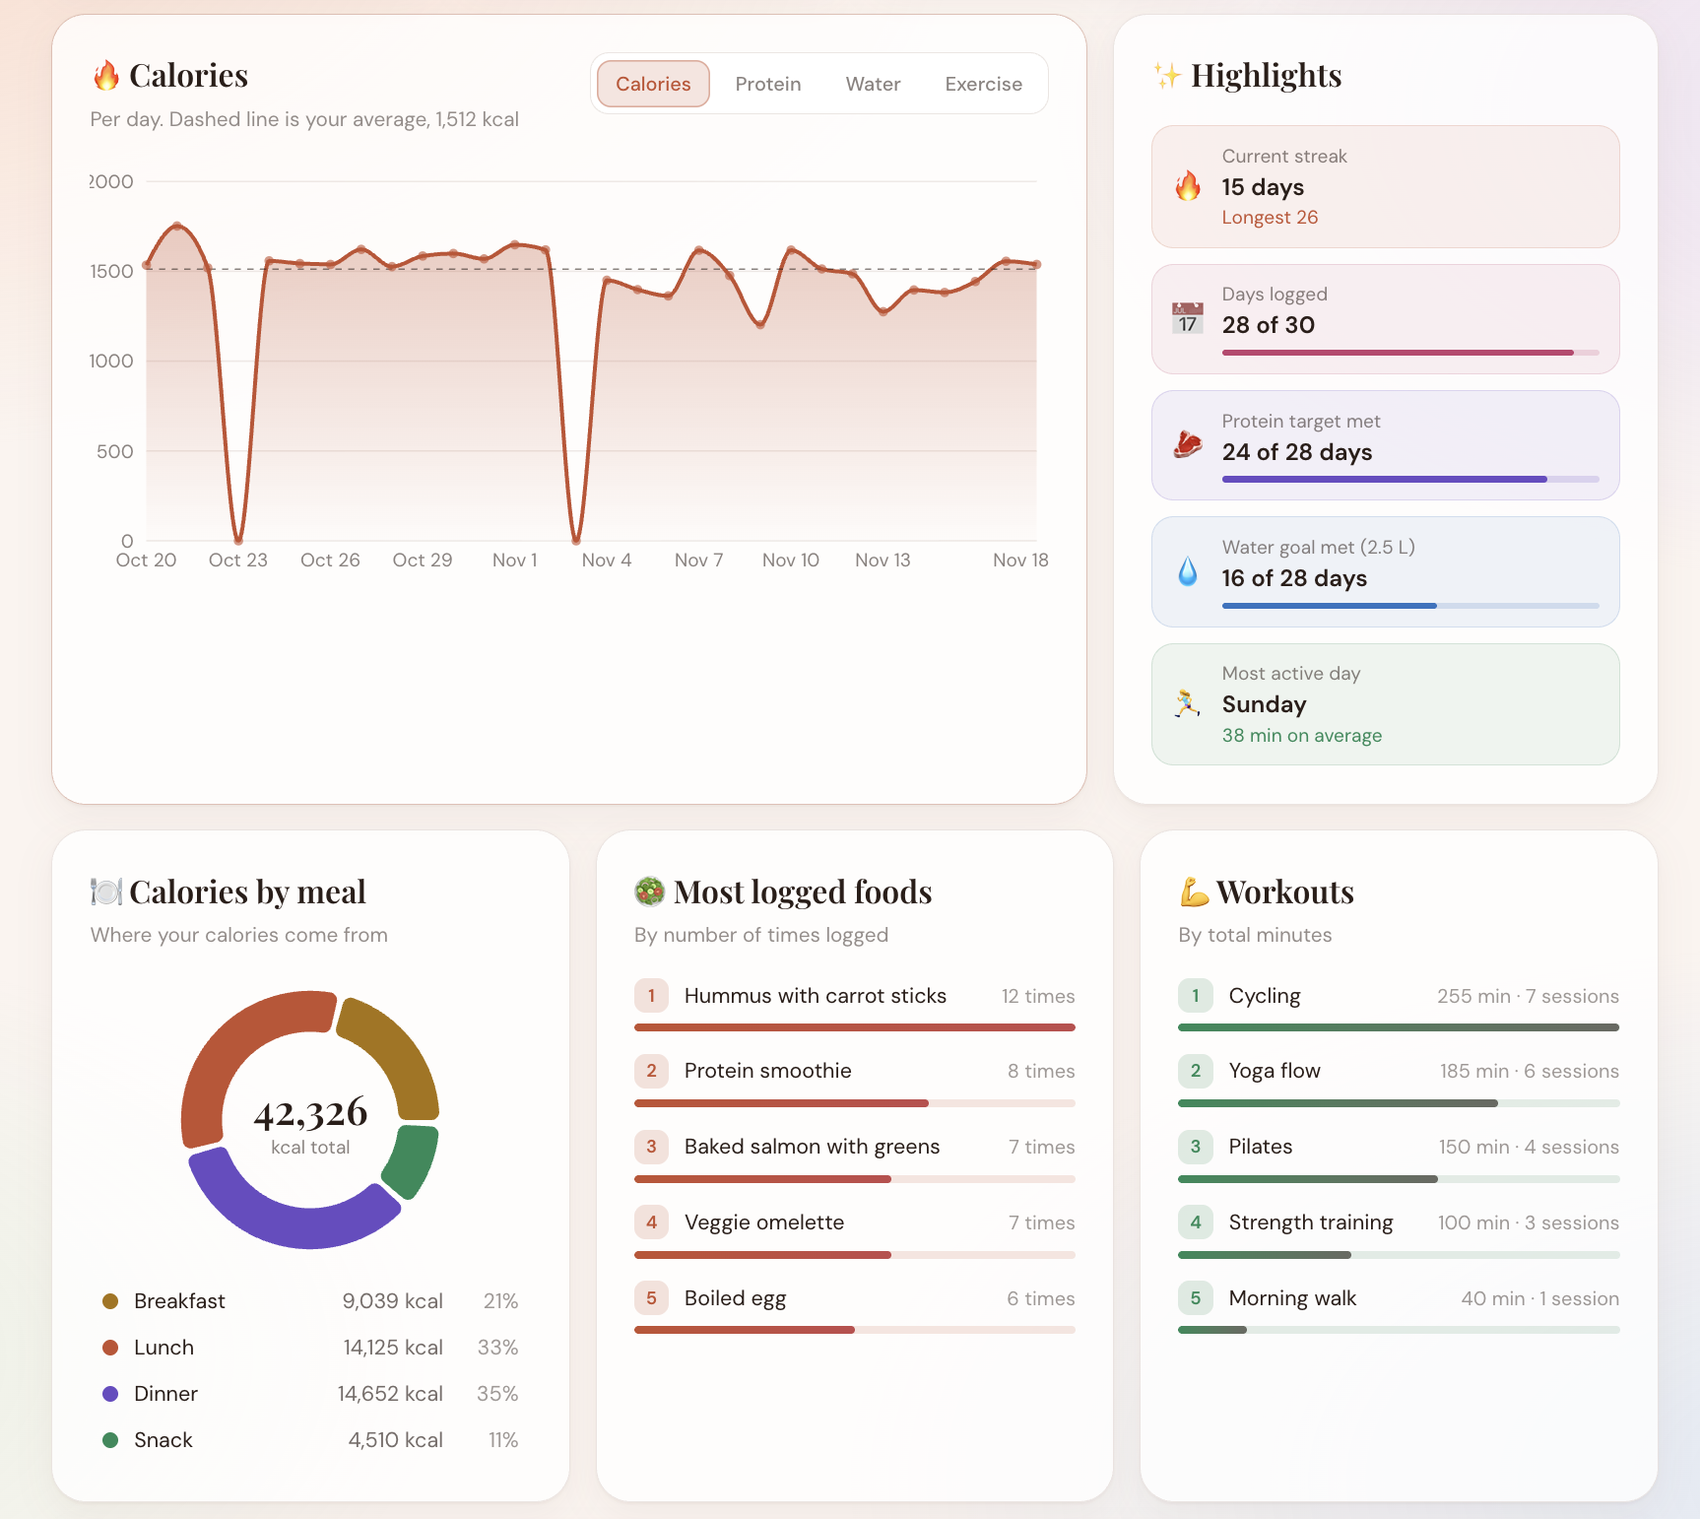 Calories
Per day. Dashed line is your average, 1,512 kcal
Calories Protein Water Exercise
2000
1500
1000
500
0
Oct 20 Oct 23 Oct 26 Oct 29 Nov 1 Nov 4 Nov 7 Nov 10 Nov 13 Nov 18
Highlights
Current streak
15 days
Longest 26
JUL
17
Days logged
28 of 30
Protein target met
24 of 28 days
Water goal met (2.5 L)
16 of 28 days
Most active day
Sunday
38 min on average
Calories by meal
Where your calories come from
42,326
kcal total
Breakfast 9,039 kcal 21%
Lunch 14,125 kcal 33%
Dinner 14,652 kcal 35%
Snack 4,510 kcal 11%
Most logged foods
By number of times logged
1 Hummus with carrot sticks 12 times
2 Protein smoothie 8 times
3 Baked salmon with greens 7 times
4 Veggie omelette 7 times
5 Boiled egg 6 times
Workouts
By total minutes
1 Cycling 255 min · 7 sessions
2 Yoga flow 185 min · 6 sessions
3 Pilates 150 min · 4 sessions
4 Strength training 100 min · 3 sessions
5 Morning walk 40 min · 1 session